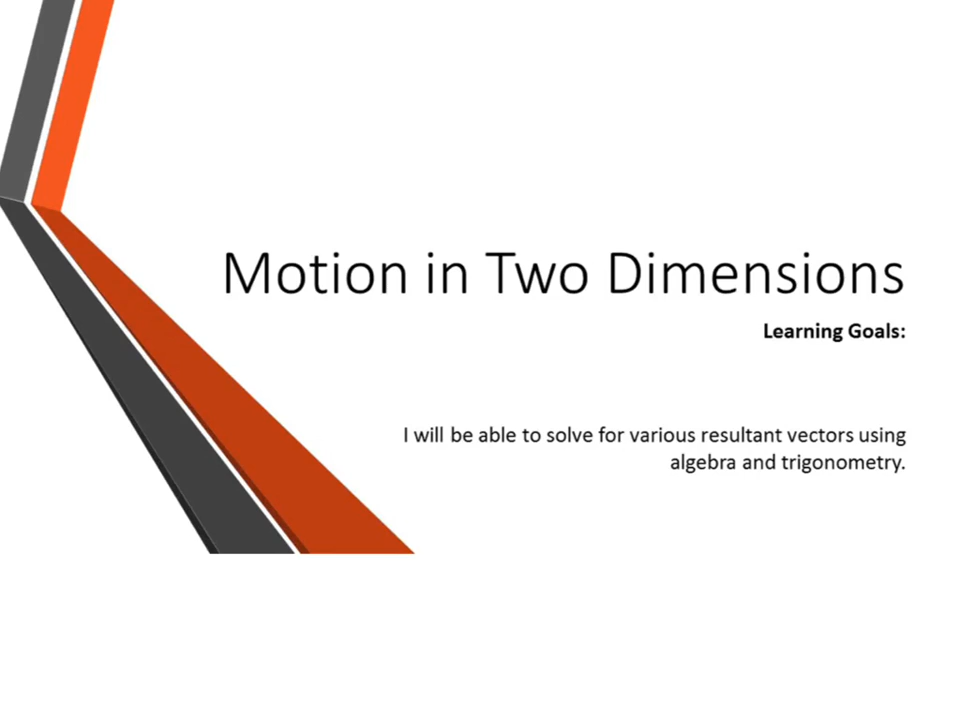 Motion in Two Dimensions
Learning Goals:
I will be able to solve for various resultant vectors using
algebra and trigonometry.